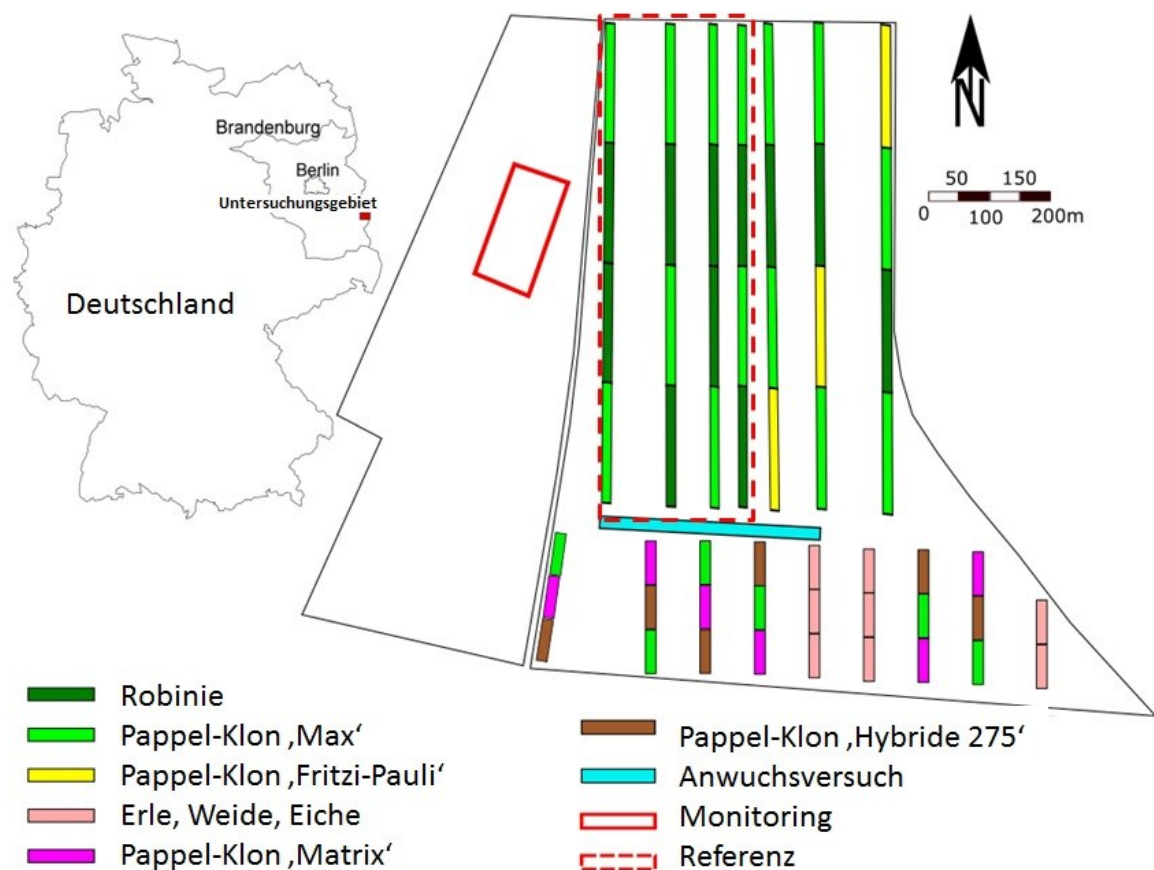 Brandenburg
Berlin
Untersuchungsgebiet
Deutschland
N
50 150
0 100 200m
Robinie
Pappel-Klon ‚Max‘
Pappel-Klon ‚Fritzi-Pauli‘
Erle, Weide, Eiche
Pappel-Klon ‚Matrix‘
Pappel-Klon ‚Hybride 275‘
Anwuchsversuch
Monitoring
Referenz